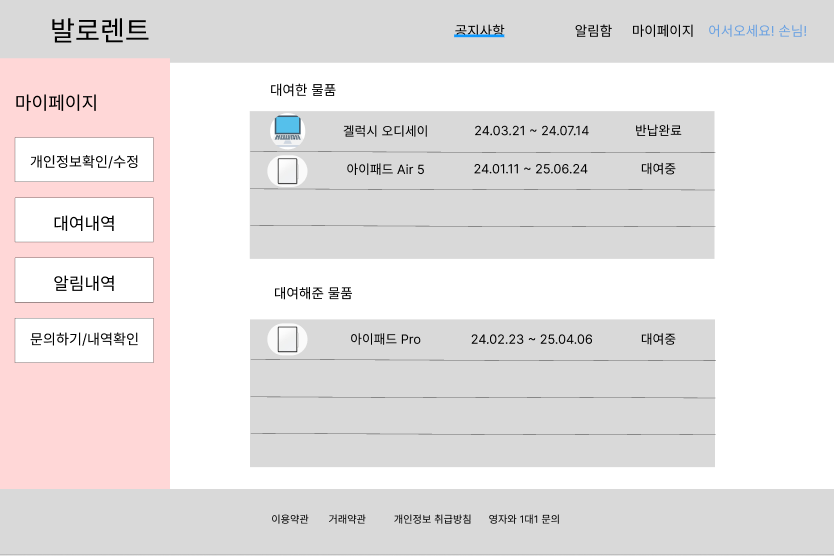 발로렌트
공지사항
알림함
마이페이지
어서오세요! 손님!
마이페이지
개인정보확인/수정
대여내역
알림내역
문의하기/내역확인
대여한 물품
겔럭시 오디세이 24.03.21 ~ 24.07.14 반납완료
아이패드 Air 5 24.01.11 ~ 25.06.24 대여중
대여해준 물품
아이패드 Pro 24.02.23 ~ 25.04.06 대여중
이용약관 거래약관 개인정보 취급방침 영자와 1대1 문의